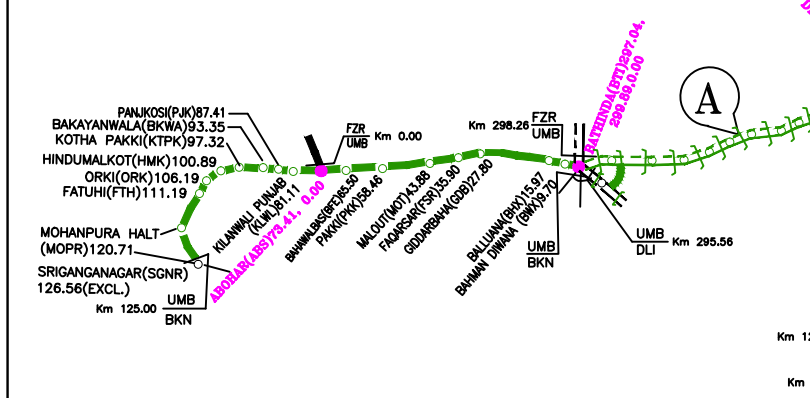 PANJKOSI(PJK)87.41
BAKAYANWALA(BKWA)93.35
KOTHA PAKKI(KTPK)97.32
HINDUMALKOT(HMK)100.89
ORKI(ORK)106.19
FATUHI(FTH)111.19
MOHANPURA HALT
(MOPR)120.71
SRIGANGANAGAR(SGNR)
126.56(EXCL.)
Km 125.00
UMB
BKN
KILANWALI PUNJAB
(KLWL)81.11
ABOHAR(ABS)73.41, 0.00
FZR
UMB
Km 0.00
BAHAWALBAS(BFE)65.50
PAKKI(PKK)58.46
MALOUT(MOT)43.88
FAQARSAR(FSR)35.90
GIDDARBAHA(GDB)27.80
BALLUANA(BHX)15.97
BAHMAN DIWANA (BWX)9.70
Km 298.26
FZR
UMB
BATHINDA(BTI)297.04,
299.89,0.00
UMB
BKN
UMB
DLI
Km 295.56
A
Km 12
Km